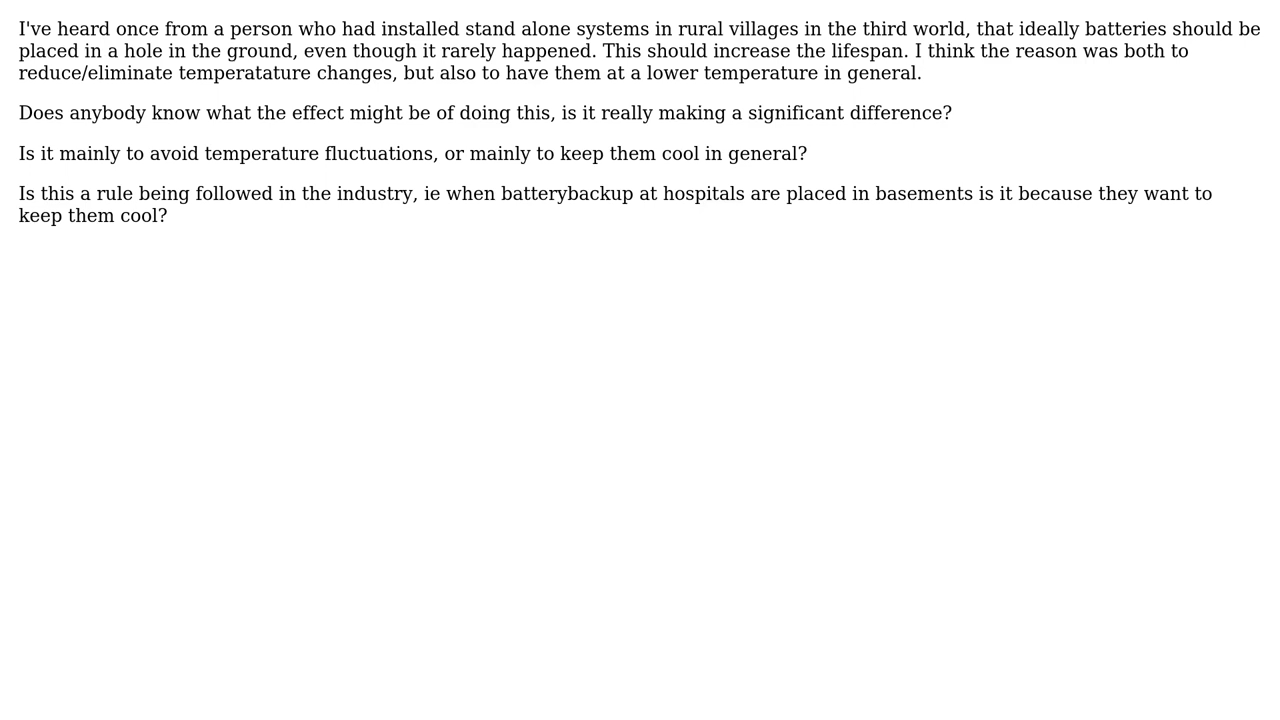 I've heard once from a person who had installed stand alone systems in rural villages in the third world, that ideally batteries should be
placed in a hole in the ground, even though it rarely happened. This should increase the lifespan. I think the reason was both to
reduce/eliminate temperatature changes, but also to have them at a lower temperature in general.
Does anybody know what the effect might be of doing this, is it really making a significant difference?
Is it mainly to avoid temperature fluctuations, or mainly to keep them cool in general?
Is this a rule being followed in the industry, ie when batterybackup at hospitals are placed in basements is it because they want to
keep them cool?